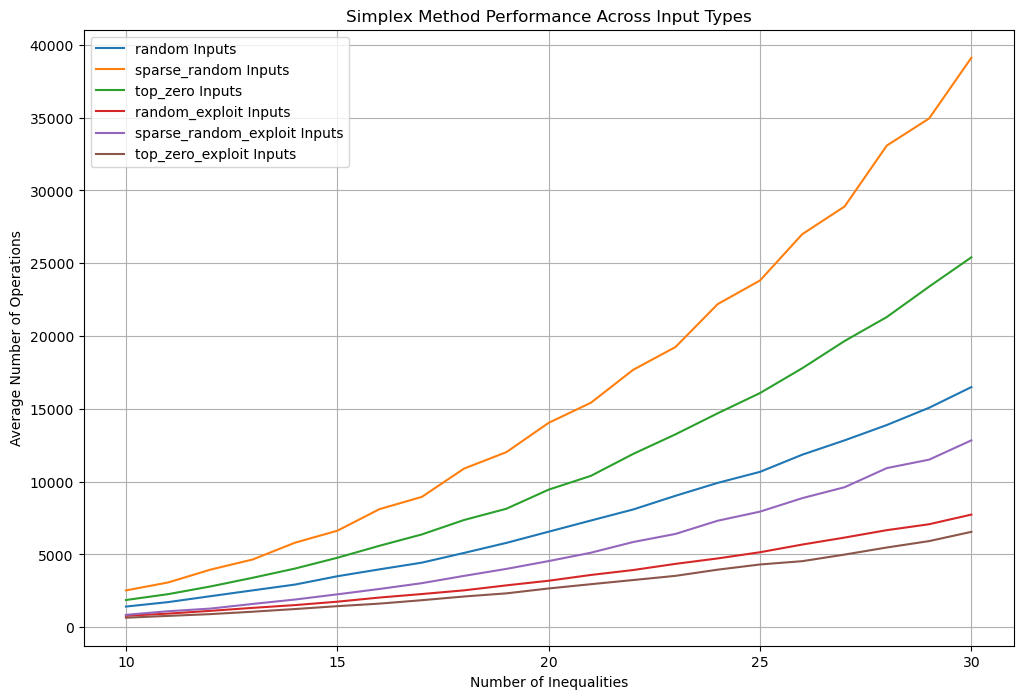 Simplex Method Performance Across Input Types
random Inputs
sparse_random Inputs
top_zero Inputs
random_exploit Inputs
sparse_random_exploit Inputs
top_zero_exploit Inputs
Average Number of Operations
40000
35000
30000
25000
20000
15000
10000
5000
0
10
15
20
25
30
Number of Inequalities